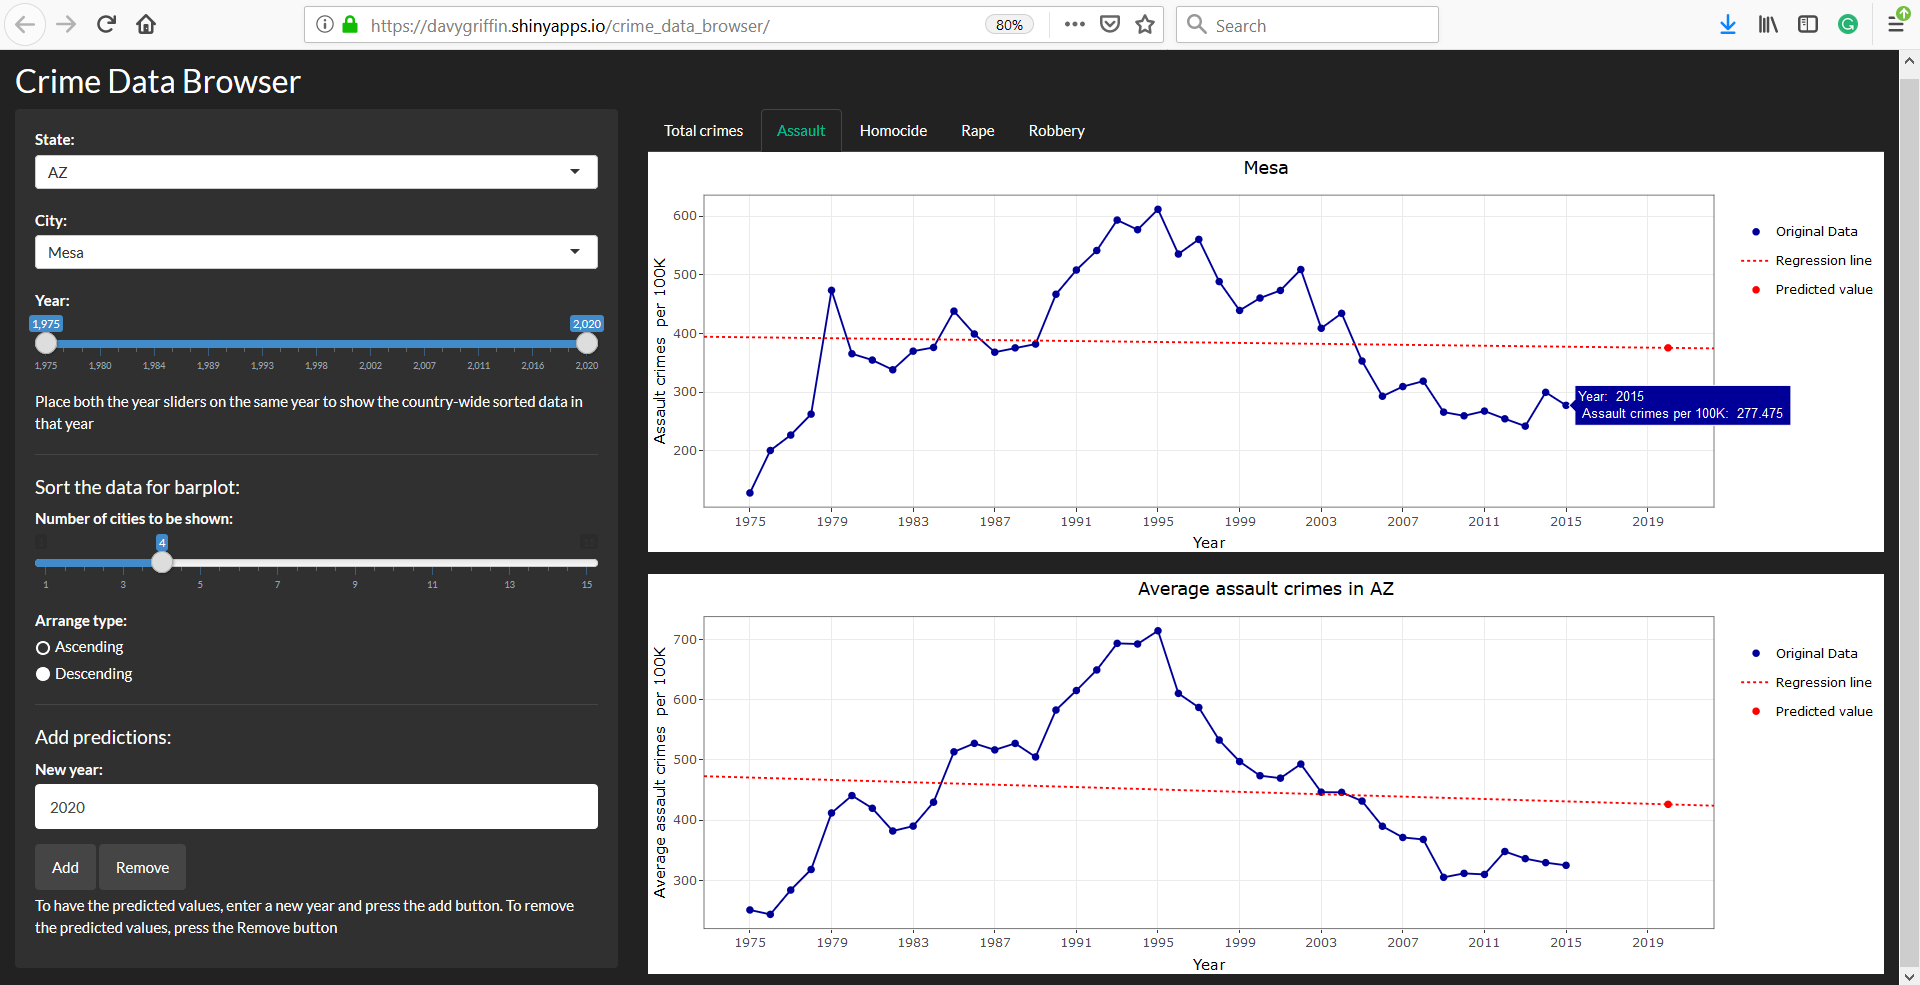 https://davygriffin.shinyapps.io/crime_data_browser/
80%
Search
Crime Data Browser
State:
AZ
City:
Mesa
Year:
1,975 2,020
1,975 1,980 1,984 1,989 1,993 1,998 2,002 2,007 2,011 2,016 2,020
Place both the year sliders on the same year to show the country-wide sorted data in
that year
Sort the data for barplot:
Number of cities to be shown:
4
1 3 5 7 9 11 13 15
Arrange type:
Ascending
Descending
Add predictions:
New year:
2020
Add Remove
To have the predicted values, enter a new year and press the add button. To remove
the predicted values, press the Remove button
Total crimes Assault Homocide Rape Robbery
Mesa
Assault crimes per 100K
600
500
400
300
200
1975 1979 1983 1987 1991 1995 1999 2003 2007 2011 2015 2019
Year
Original Data
Regression line
Predicted value
Year: 2015
Assault crimes per 100K: 277.475
Average assault crimes in AZ
Average assault crimes per 100K
700
600
500
400
300
1975 1979 1983 1987 1991 1995 1999 2003 2007 2011 2015 2019
Year
Original Data
Regression line
Predicted value